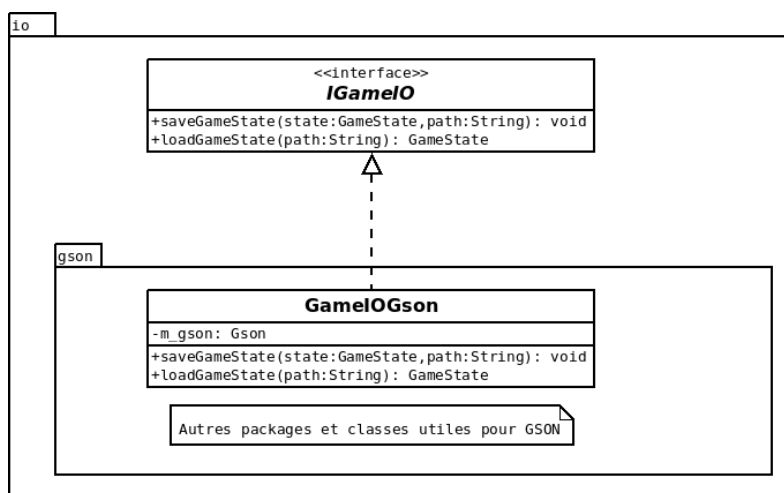 io
<<interface>>
IGameIO
+saveGameState(state:GameState,path:String): void
+loadGameState(path:String): GameState
gson
GameIOGson
-m_gson: Gson
+saveGameState(state:GameState,path:String): void
+loadGameState(path:String): GameState
Autres packages et classes utiles pour GSON